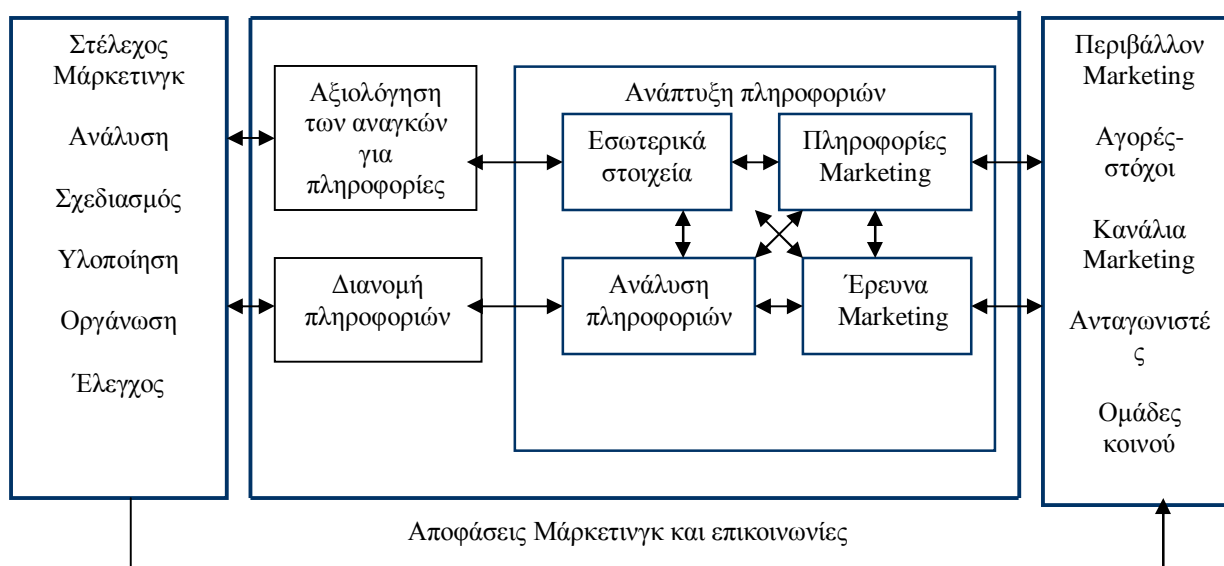 Στέλεχος
Μάρκετινγκ
Ανάλυση
Σχεδιασμός
Υλοποίηση
Οργάνωση
Έλεγχος
Αξιολόγηση
των αναγκών
για
πληροφορίες
Διανομή
πληροφοριών
Ανάπτυξη πληροφοριών
Εσωτερικά
στοιχεία
Πληροφορίες
Marketing
Ανάλυση
πληροφοριών
Έρευνα
Marketing
Περιβάλλον
Marketing
Αγορές-
στόχοι
Κανάλια
Marketing
Ανταγωνιστέ
ς
Ομάδες
κοινού
Αποφάσεις Μάρκετινγκ και επικοινωνίες